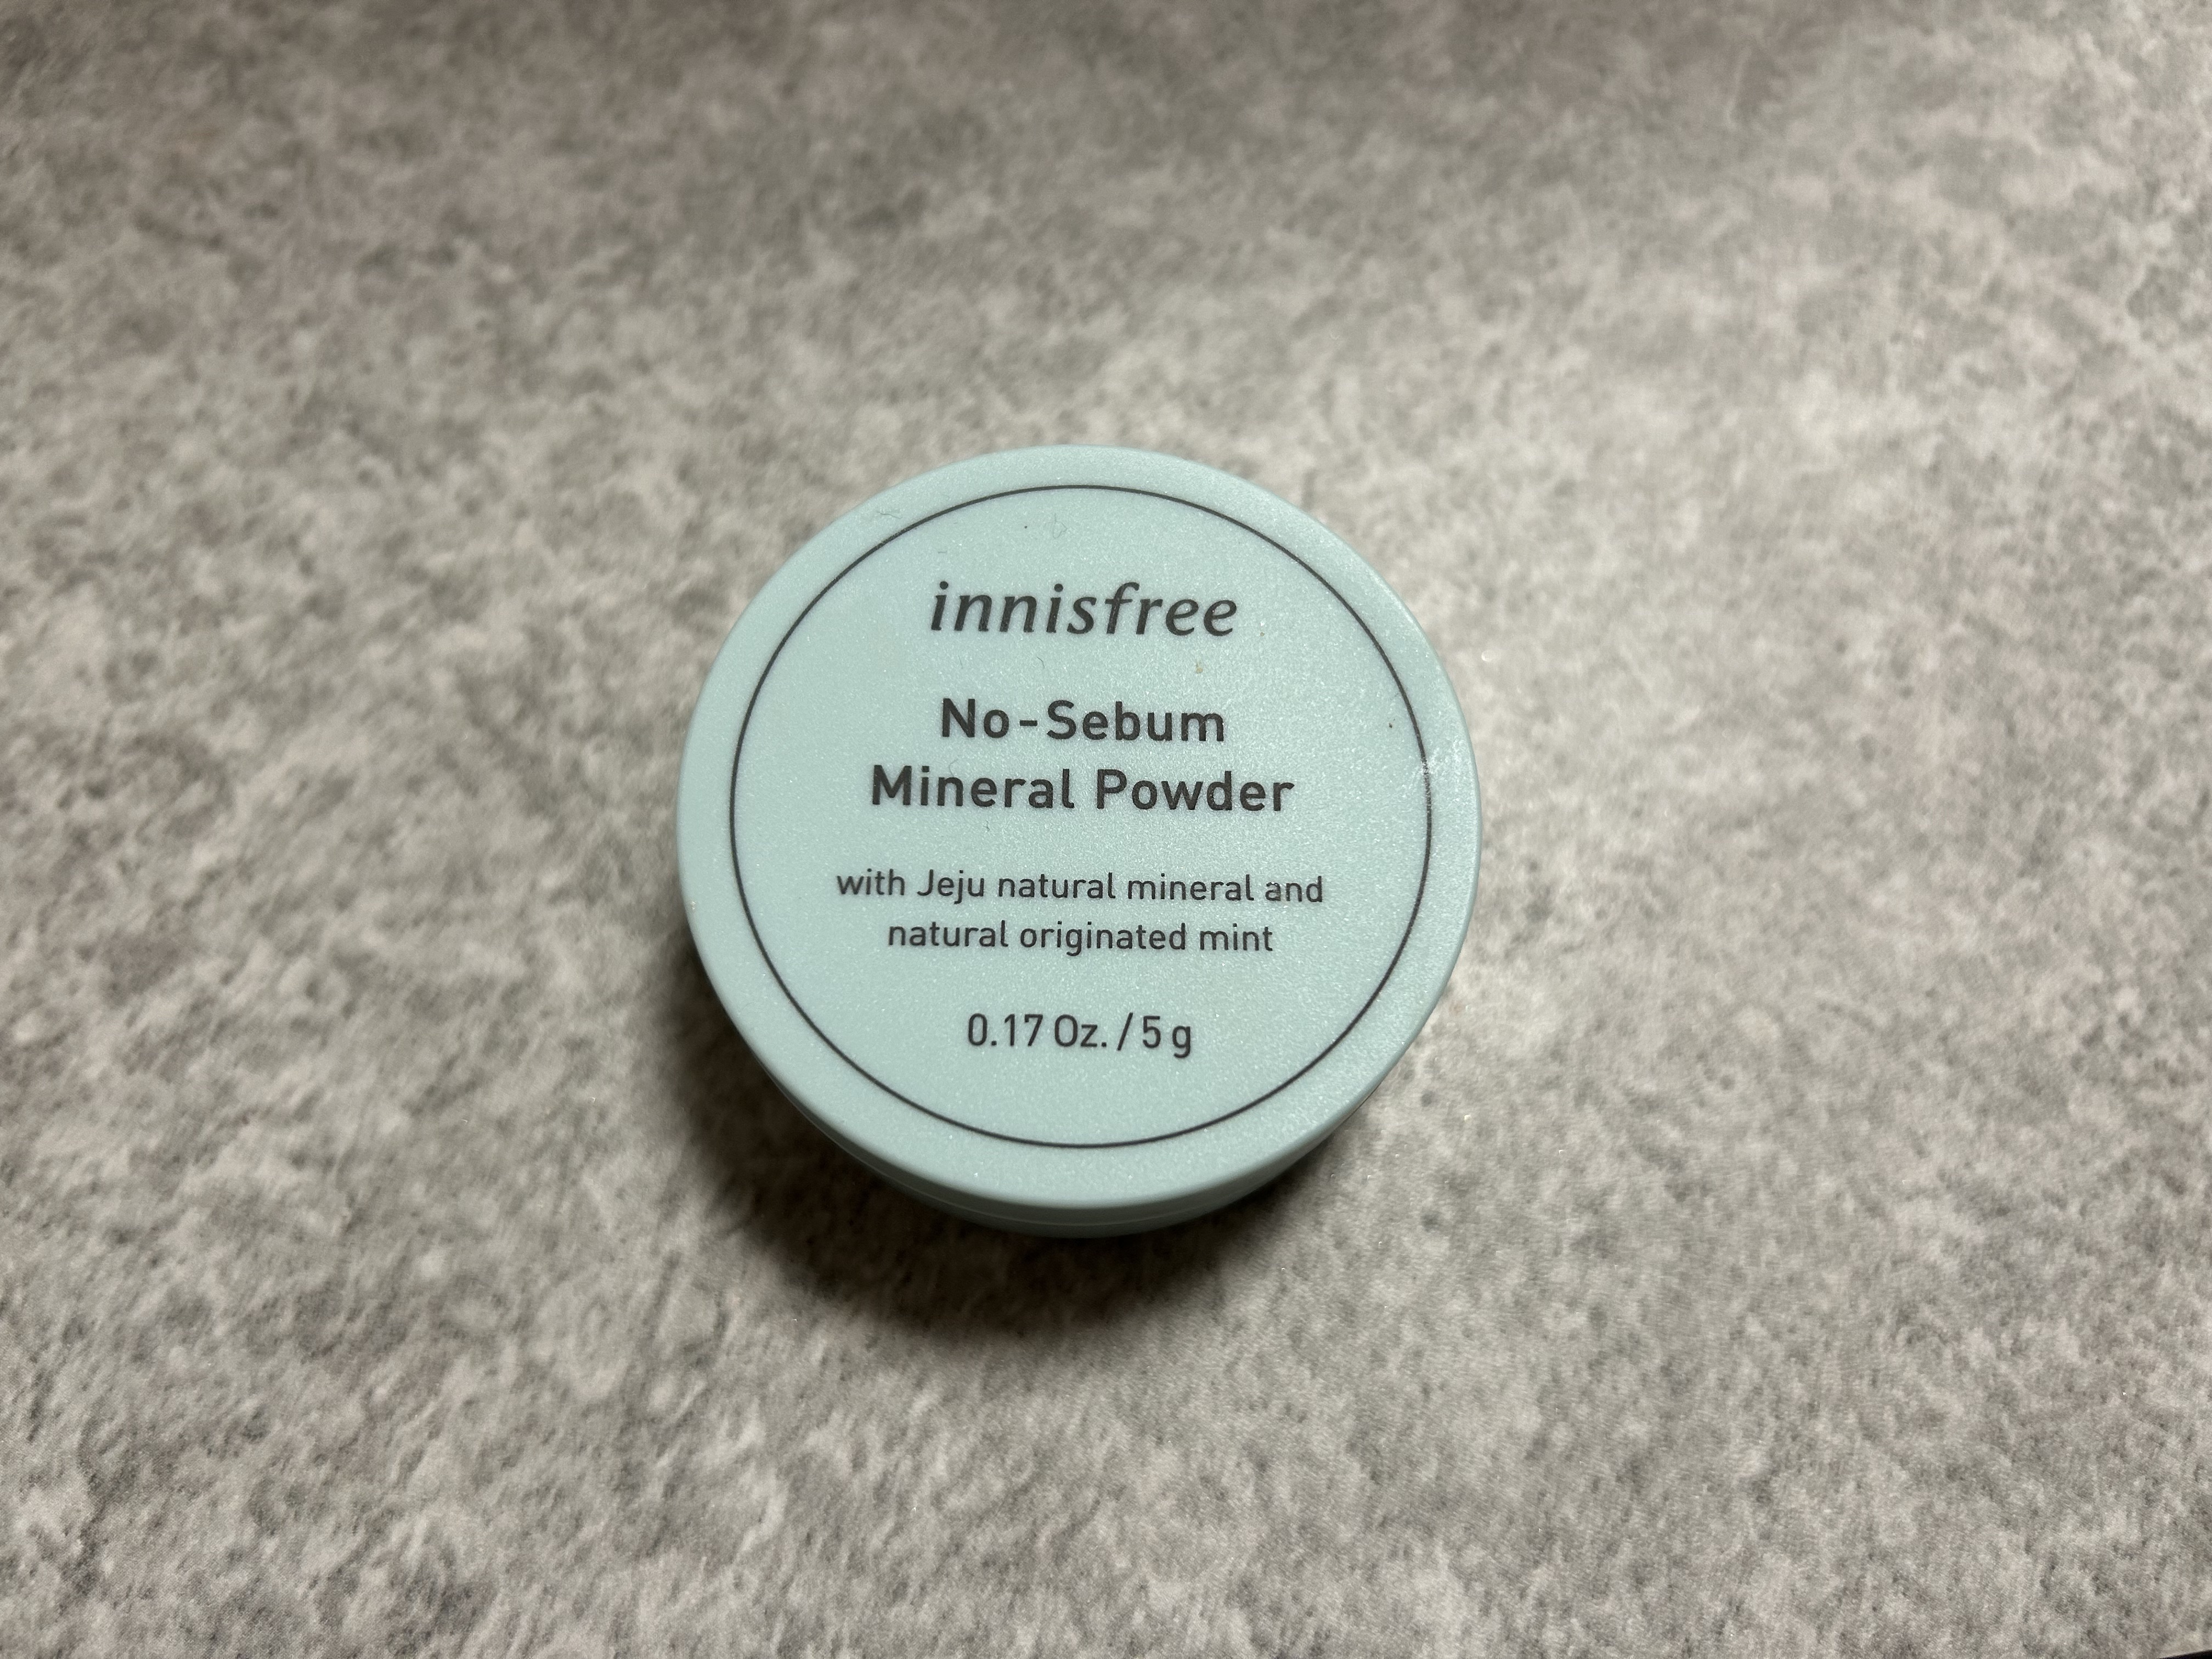 innisfree
No-Sebum
Mineral Powder
with Jeju natural mineral and
natural originated mint
0.17 Oz. / 5 g